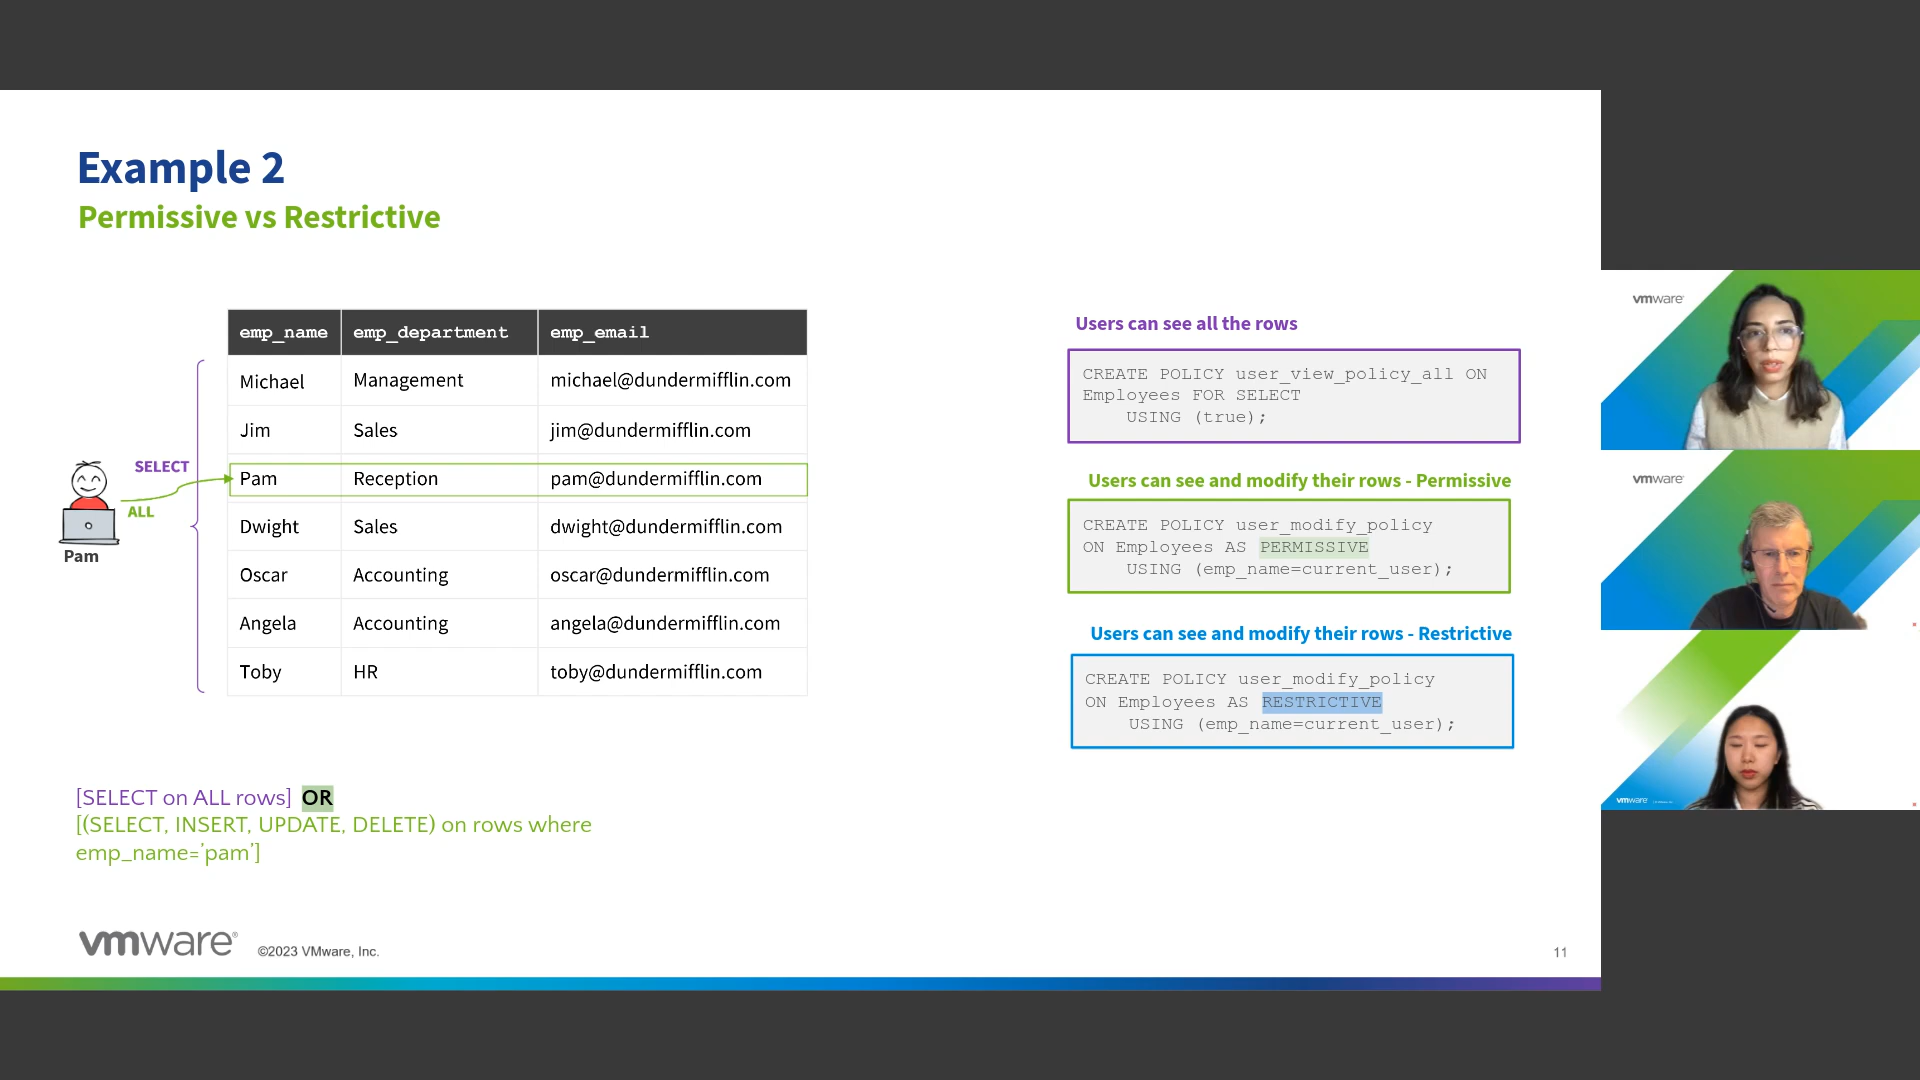 Example 2
Permissive vs Restrictive
emp_name emp_department emp_email
Michael Management michael@dundermifflin.com
Jim Sales jim@dundermifflin.com
Pam Reception pam@dundermifflin.com
Dwight Sales dwight@dundermifflin.com
Oscar Accounting oscar@dundermifflin.com
Angela Accounting angela@dundermifflin.com
Toby HR toby@dundermifflin.com
SELECT
ALL
Pam
[SELECT on ALL rows] OR
[(SELECT, INSERT, UPDATE, DELETE) on rows where
emp_name=’pam’]
Users can see all the rows
CREATE POLICY user_view_policy_all ON
Employees FOR SELECT
USING (true);
Users can see and modify their rows - Permissive
CREATE POLICY user_modify_policy
ON Employees AS PERMISSIVE
USING (emp_name=current_user);
Users can see and modify their rows - Restrictive
CREATE POLICY user_modify_policy
ON Employees AS RESTRICTIVE
USING (emp_name=current_user);
vmware®
©2023 VMware, Inc.
11
vmware
vmware
vmware